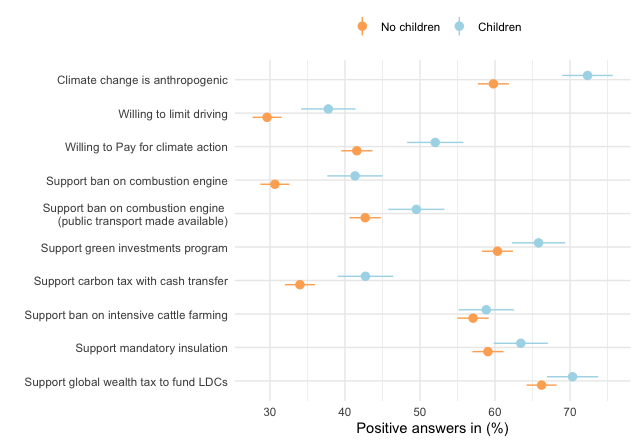 No children
Children
Climate change is anthropogenic
Willing to limit driving
Willing to Pay for climate action
Support ban on combustion engine
Support ban on combustion engine
(public transport made available)
Support green investments program
Support carbon tax with cash transfer
Support ban on intensive cattle farming
Support mandatory insulation
Support global wealth tax to fund LDCs
30 40 50 60 70
Positive answers in (%)